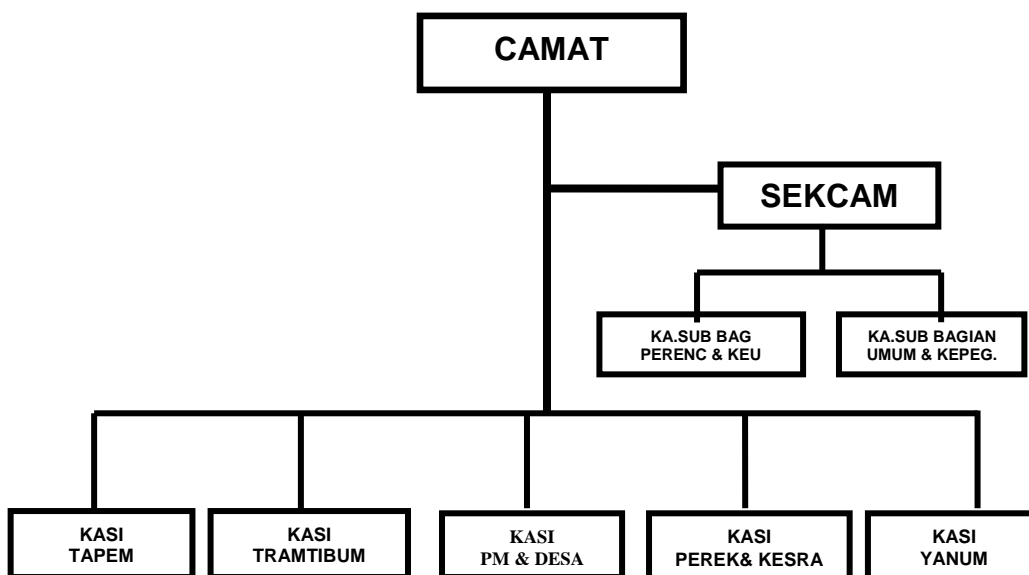 CAMAT
SEKCAM
KA.SUB BAG
PERENC & KEU
KA.SUB BAGIAN
UMUM & KEPEG.
KASI
TAPEM
KASI
TRAMTIBUM
KASI
PM & DESA
KASI
PEREK& KESRA
KASI
YANUM